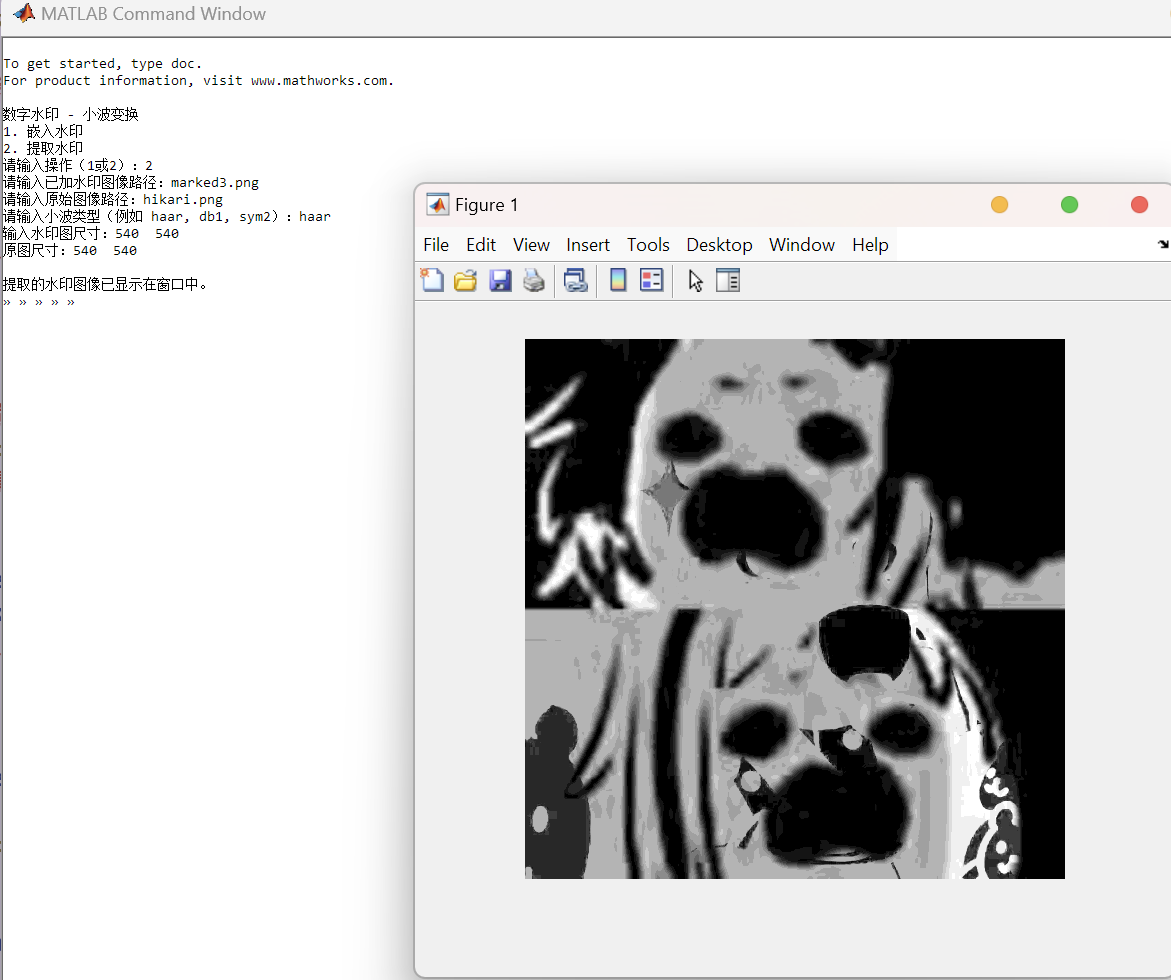 MATLAB Command Window
To get started, type doc.
For product information, visit www.mathworks.com.
数字水印 - 小波变换
1. 嵌入水印
2. 提取水印
请输入操作（1或2）: 2
请输入已加水印图像路径: marked3.png
请输入原始图像路径: hikari.png
请输入小波类型（例如 haar, db1, sym2）: haar
输入水印图尺寸: 540  540
原图尺寸: 540  540
提取的水印图像已显示在窗口中。
» » » » »
Figure 1
File Edit View Insert Tools Desktop Window Help